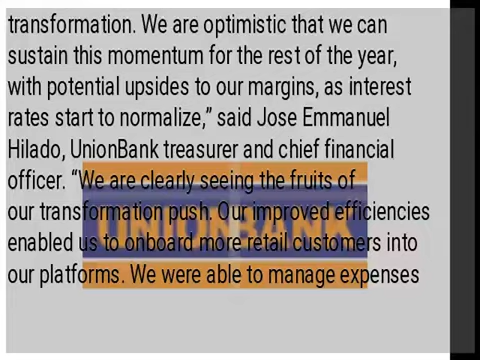 transformation. We are optimistic that we can
sustain this momentum for the rest of the year,
with potential upsides to our margins, as interest
rates start to normalize,” said Jose Emmanuel
Hilado, UnionBank treasurer and chief financial
officer. “We are clearly seeing the fruits of
our transformation push. Our improved efficiencies
UNIONBANK
enabled us to onboard more retail customers into
our platforms. We were able to manage expenses